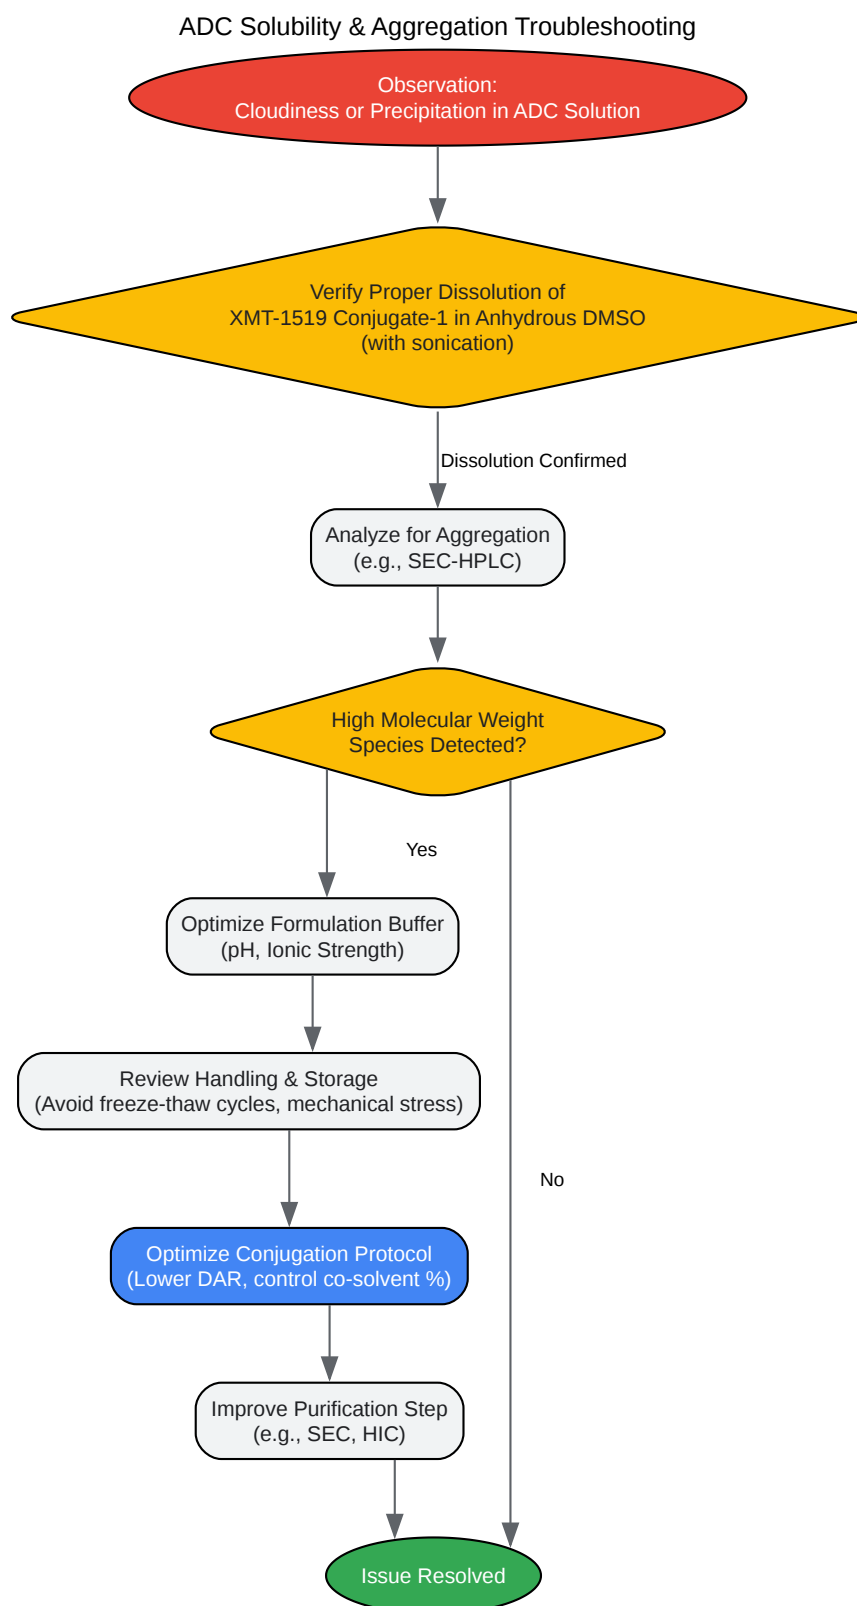 ADC Solubility & Aggregation Troubleshooting
Observation:
Cloudiness or Precipitation in ADC Solution
Verify Proper Dissolution of
XMT-1519 Conjugate-1 in Anhydrous DMSO
(with sonication)
Dissolution Confirmed
Analyze for Aggregation
(e.g., SEC-HPLC)
High Molecular Weight
Species Detected?
Yes
Optimize Formulation Buffer
(pH, Ionic Strength)
Review Handling & Storage
(Avoid freeze-thaw cycles, mechanical stress)
No
Optimize Conjugation Protocol
(Lower DAR, control co-solvent %)
Improve Purification Step
(e.g., SEC, HIC)
Issue Resolved